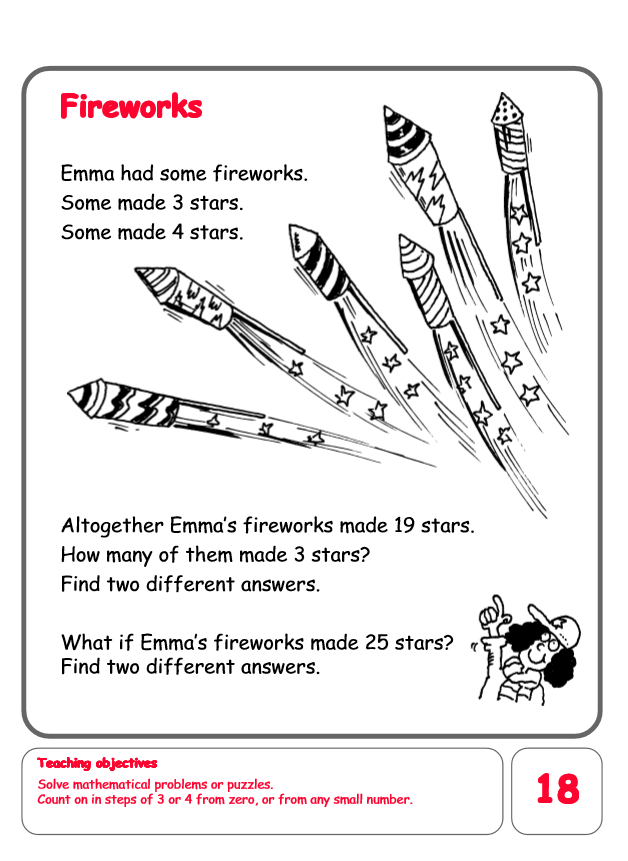 Fireworks
Emma had some fireworks.
Some made 3 stars.
Some made 4 stars.
Altogether Emma's fireworks made 19 stars.
How many of them made 3 stars?
Find two different answers.
What if Emma's fireworks made 25 stars?
Find two different answers.
Teaching objectives
Solve mathematical problems or puzzles.
Count on in steps of 3 or 4 from zero, or from any small number.
18